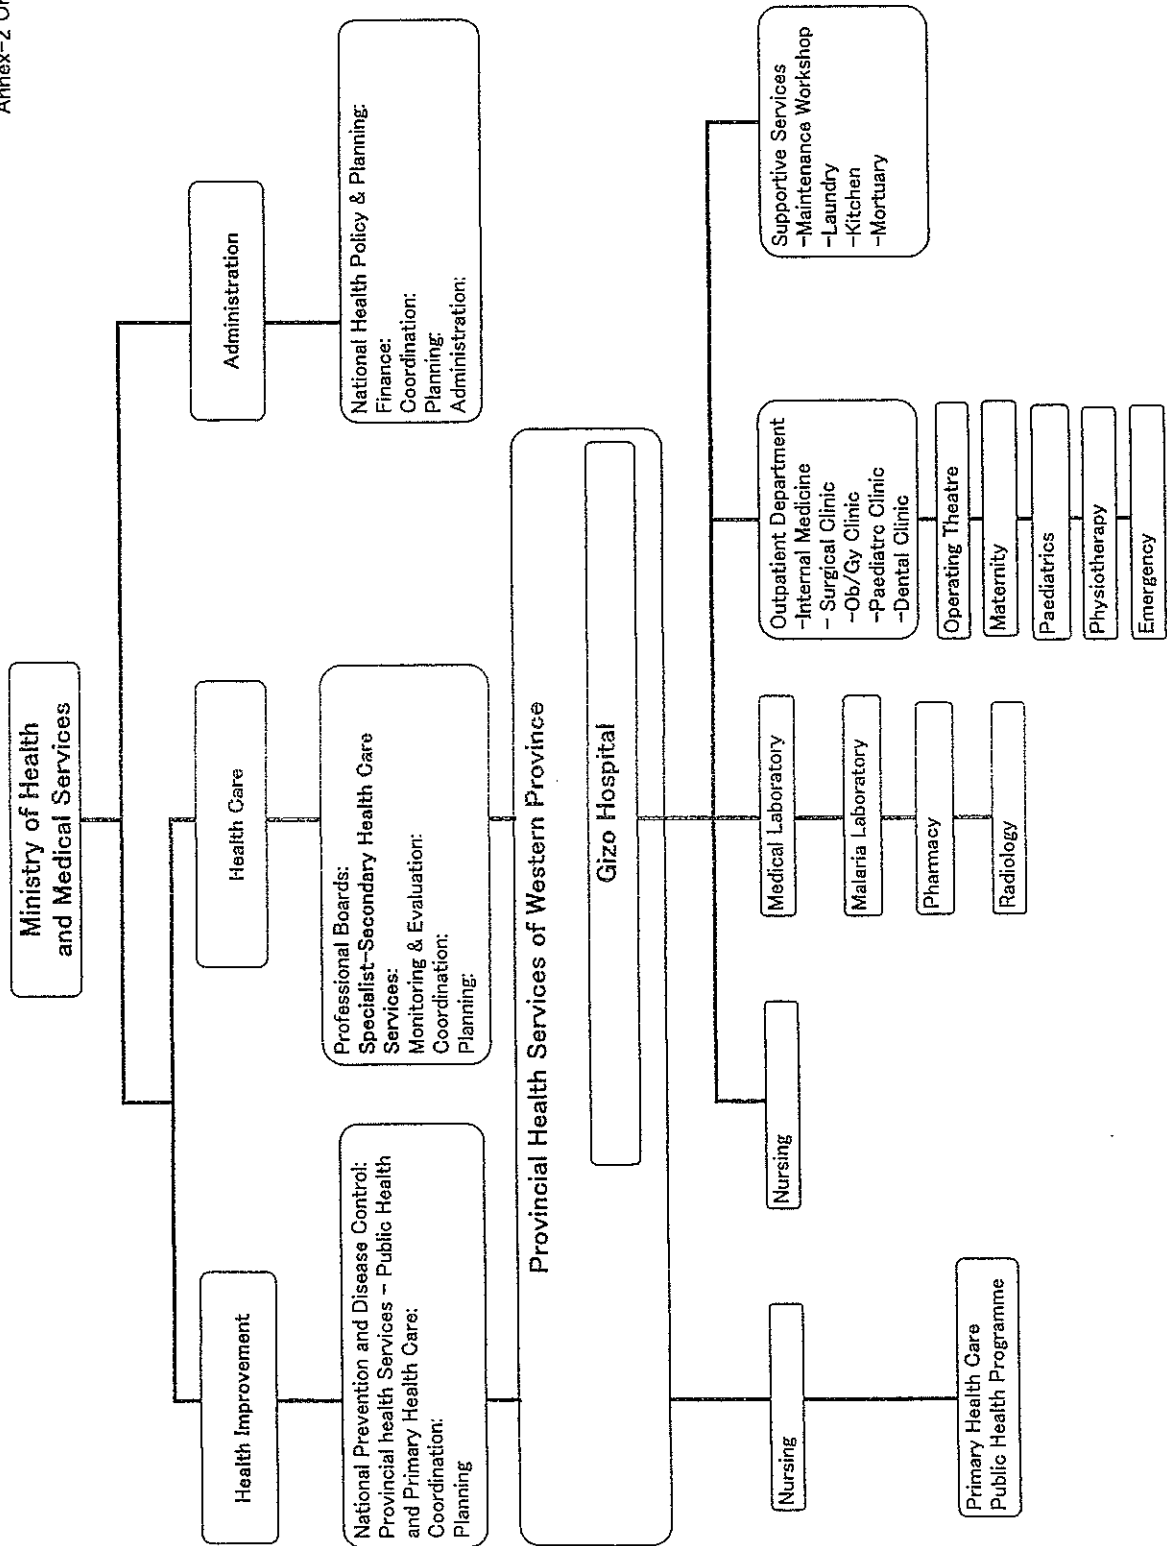 Annex-2
Ministry of Health
and Medical Services
Health Improvement
Health Care
Administration
National Prevention and Disease Control:
Provincial health Services - Public Health
and Primary Health Care:
Coordination:
Planning
Professional Boards:
Specialist-Secondary Health Care
Services:
Monitoring & Evaluation:
Coordination:
Planning:
National Health Policy & Planning:
Finance:
Coordination:
Planning:
Administration:
Provincial Health Services of Western Province
Gizo Hospital
Nursing
Primary Health Care
Public Health Programme
Nursing
Medical Laboratory
Malaria Laboratory
Pharmacy
Radiology
Outpatient Department
-Internal Medicine
- Surgical Clinic
-Ob/Gy Clinic
-Paediatrc Clinic
-Dental Clinic
Operating Theatre
Maternity
Paediatrics
Physiotherapy
Emergency
Supportive Services
-Maintenance Workshop
-Laundry
-Kitchen
-Mortuary